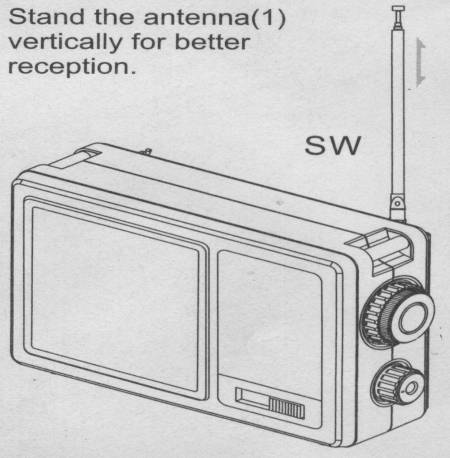 Stand the antenna(1)
vertically for better
reception.
SW